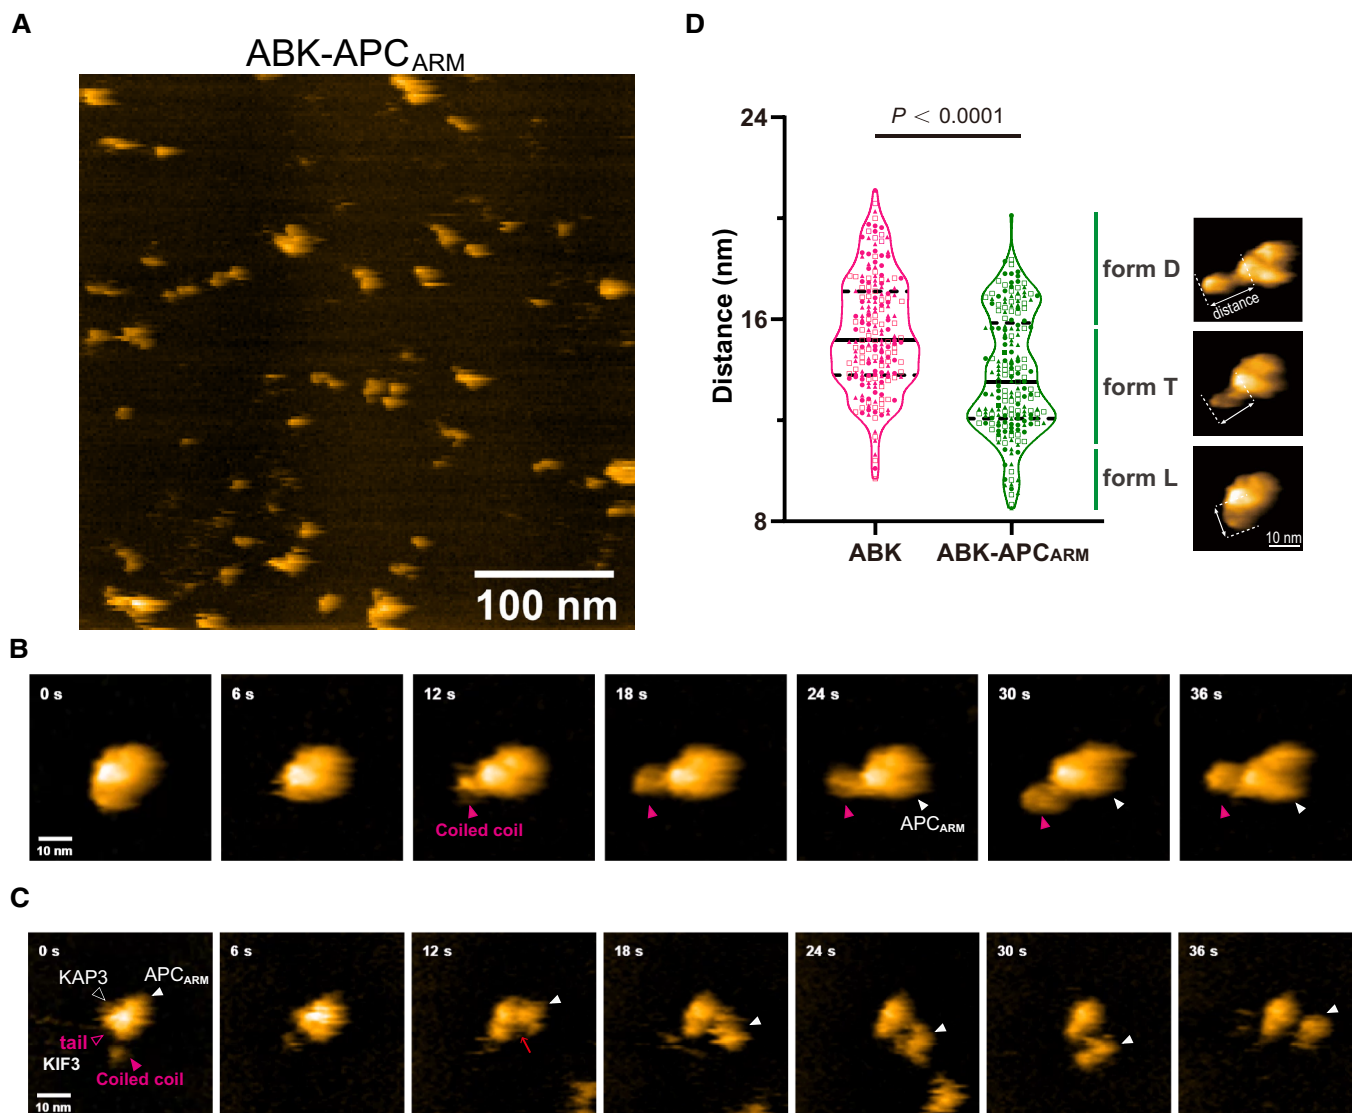 A
ABK-APCARM
100 nm
D
P < 0.0001
24
16
8
Distance (nm)
ABK
ABK-APCARM
form D
form T
form L
distance
10 nm
B
0 s
6 s
12 s
18 s
24 s
30 s
36 s
Coiled coil
APCARM
10 nm
C
0 s
6 s
12 s
18 s
24 s
30 s
36 s
KAP3
APCARM
tail
KIF3
Coiled coil
10 nm